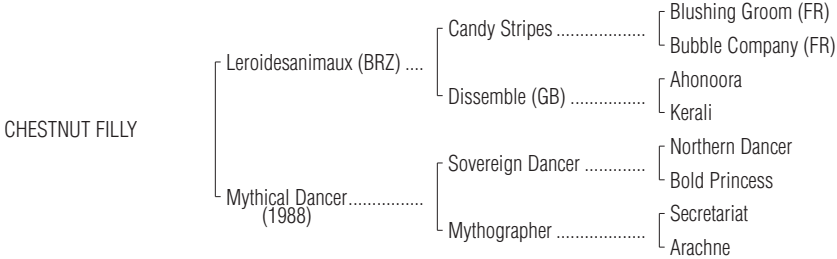 Blushing Groom (FR)
Candy Stripes ....................
Bubble Company (FR)
Leroidesanimaux (BRZ) ....
Ahonoora
Dissemble (GB) ................
Kerali
CHESTNUT FILLY
Northern Dancer
Sovereign Dancer .............
Bold Princess
Mythical Dancer................
(1988)
Secretariat
Mythographer ....................
Arachne